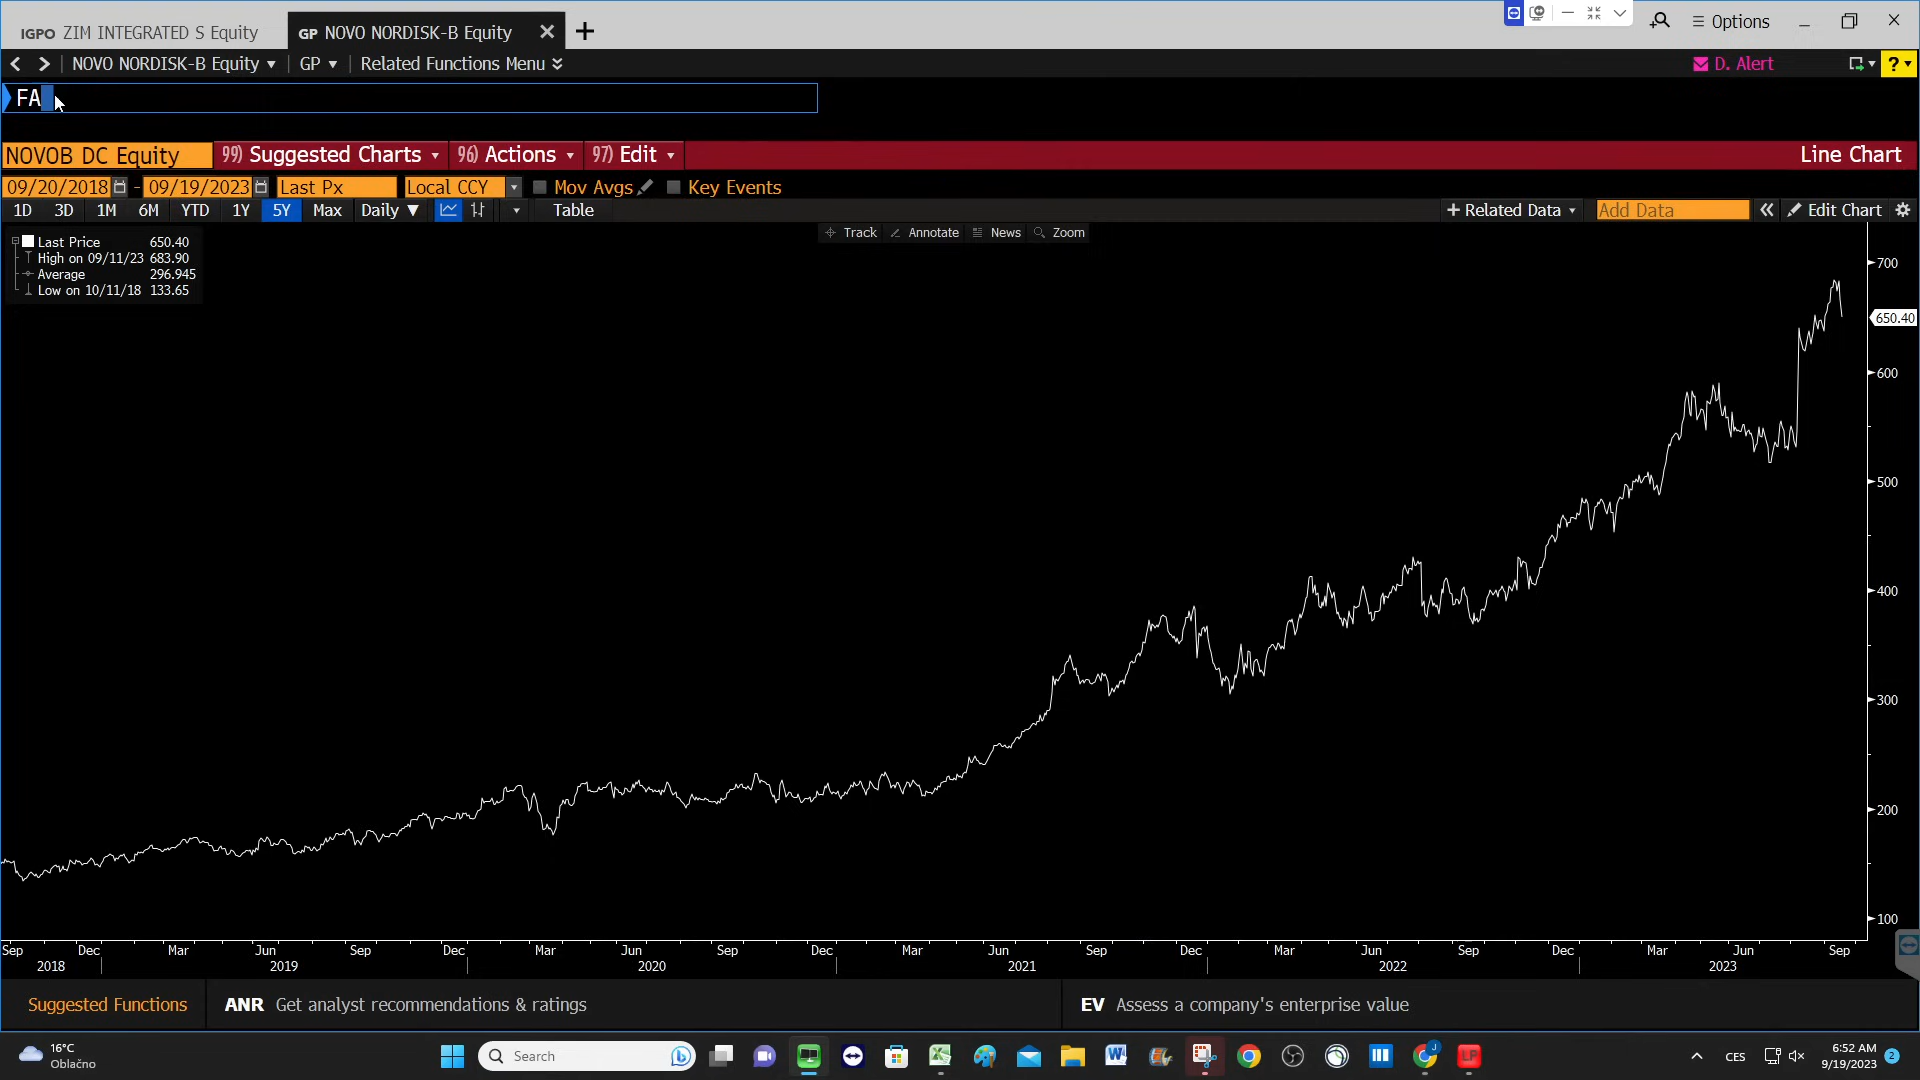 IGPO ZIM INTEGRATED S Equity
GP NOVO NORDISK-B Equity
Options
NOVO NORDISK-B Equity
GP
Related Functions Menu
D. Alert
?
FA
NOVOB DC Equity
99) Suggested Charts
96) Actions
97) Edit
Line Chart
09/20/2018 - 09/19/2023
Last Px
Local CCY
Mov Avgs
Key Events
1D 3D 1M 6M YTD 1Y 5Y Max Daily ▼
Table
+ Related Data
Add Data
Edit Chart
Track
Annotate
News
Zoom
Last Price 650.40
High on 09/11/23 683.90
Average 296.945
Low on 10/11/18 133.65
700
650.40
600
500
400
300
200
100
Sep Dec Mar Jun Sep Dec Mar Jun Sep Dec Mar Jun Sep Dec Mar Jun Sep Dec Mar Jun Sep
2018 2019 2020 2021 2022 2023
Suggested Functions
ANR Get analyst recommendations & ratings
EV Assess a company's enterprise value
16°C
Oblačno
Search
CES
6:52 AM
9/19/2023
2